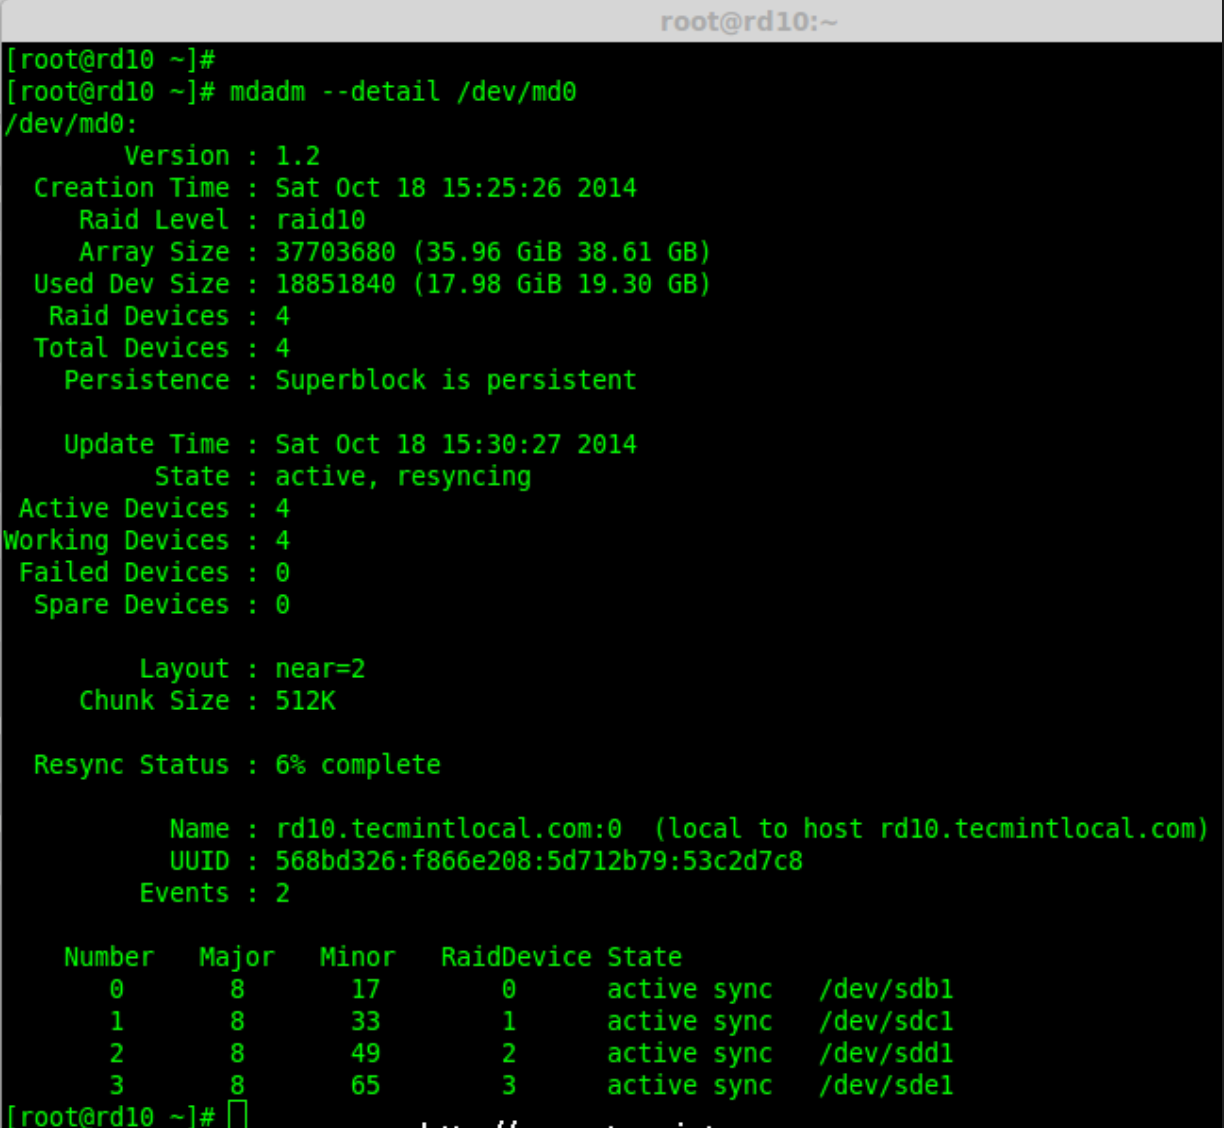 root@rd10:~
[root@rd10 ~]#
[root@rd10 ~]# mdadm --detail /dev/md0
/dev/md0:
Version : 1.2
Creation Time : Sat Oct 18 15:25:26 2014
Raid Level : raid10
Array Size : 37703680 (35.96 GiB 38.61 GB)
Used Dev Size : 18851840 (17.98 GiB 19.30 GB)
Raid Devices : 4
Total Devices : 4
Persistence : Superblock is persistent
Update Time : Sat Oct 18 15:30:27 2014
State : active, resyncing
Active Devices : 4
Working Devices : 4
Failed Devices : 0
Spare Devices : 0
Layout : near=2
Chunk Size : 512K
Resync Status : 6% complete
Name : rd10.tecmintlocal.com:0 (local to host rd10.tecmintlocal.com)
UUID : 568bd326:f866e208:5d712b79:53c2d7c8
Events : 2
Number Major Minor RaidDevice State
0 8 17 0 active sync /dev/sdb1
1 8 33 1 active sync /dev/sdc1
2 8 49 2 active sync /dev/sdd1
3 8 65 3 active sync /dev/sde1
[root@rd10 ~]#